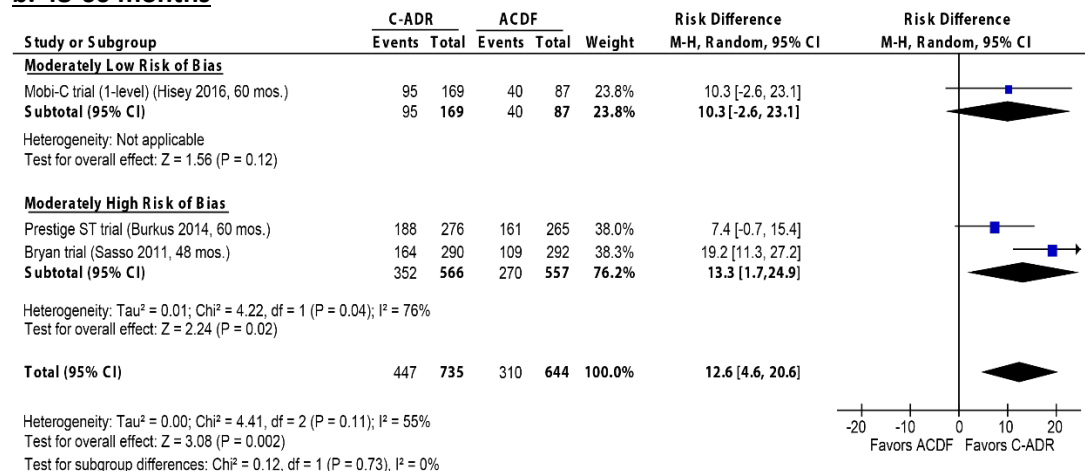 b. 48-60 months
C-ADR ACDF Risk Difference Risk Difference
Study or Subgroup Events Total Events Total Weight M-H, Random, 95% CI M-H, Random, 95% CI
Moderately Low Risk of Bias
Mobi-C trial (1-level) (Hisey 2016, 60 mos.) 95 169 40 87 23.8% 10.3 [-2.6, 23.1]
Subtotal (95% CI) 95 169 40 87 23.8% 10.3 [-2.6, 23.1]
Heterogeneity: Not applicable
Test for overall effect: Z = 1.56 (P = 0.12)
Moderately High Risk of Bias
Prestige ST trial (Burkus 2014, 60 mos.) 188 276 161 265 38.0% 7.4 [-0.7, 15.4]
Bryan trial (Sasso 2011, 48 mos.) 164 290 109 292 38.3% 19.2 [11.3, 27.2]
Subtotal (95% CI) 352 566 270 557 76.2% 13.3 [1.7,24.9]
Heterogeneity: Tau² = 0.01; Chi² = 4.22, df = 1 (P = 0.04); I² = 76%
Test for overall effect: Z = 2.24 (P = 0.02)
Total (95% CI) 447 735 310 644 100.0% 12.6 [4.6, 20.6]
Heterogeneity: Tau² = 0.00; Chi² = 4.41, df = 2 (P = 0.11); I² = 55%
Test for overall effect: Z = 3.08 (P = 0.002)
Test for subgroup differences: Chi² = 0.12, df = 1 (P = 0.73), I² = 0%
-20 -10 0 10 20
Favors ACDF Favors C-ADR